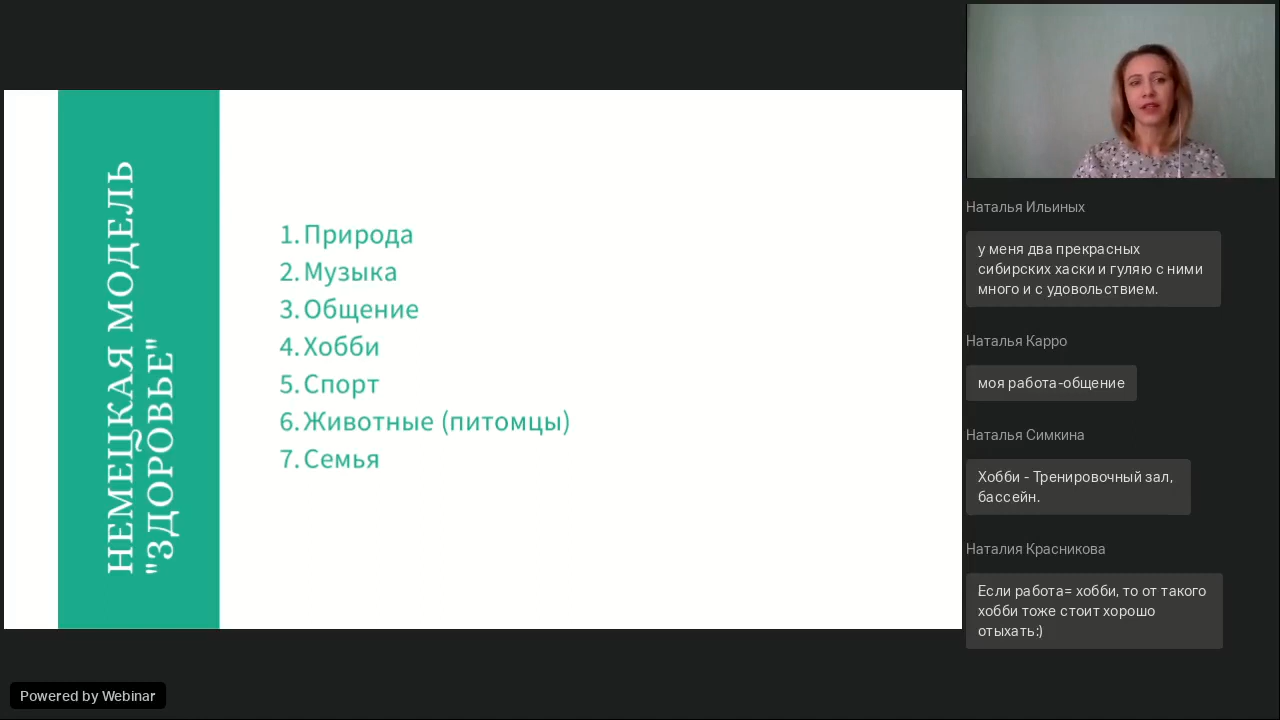 НЕМЕЦКАЯ МОДЕЛЬ
"ЗДОРОВЬЕ"
1. Природа
2. Музыка
3. Общение
4. Хобби
5. Спорт
6. Животные (питомцы)
7. Семья
Наталья Ильиных
у меня два прекрасных
сибирских хаски и гуляю с ними
много и с удовольствием.
Наталья Карро
моя работа-общение
Наталья Симкина
Хобби - Тренировочный зал,
бассейн.
Наталия Красникова
Если работа= хобби, то от такого
хобби тоже стоит хорошо
отыхать:)
Powered by Webinar